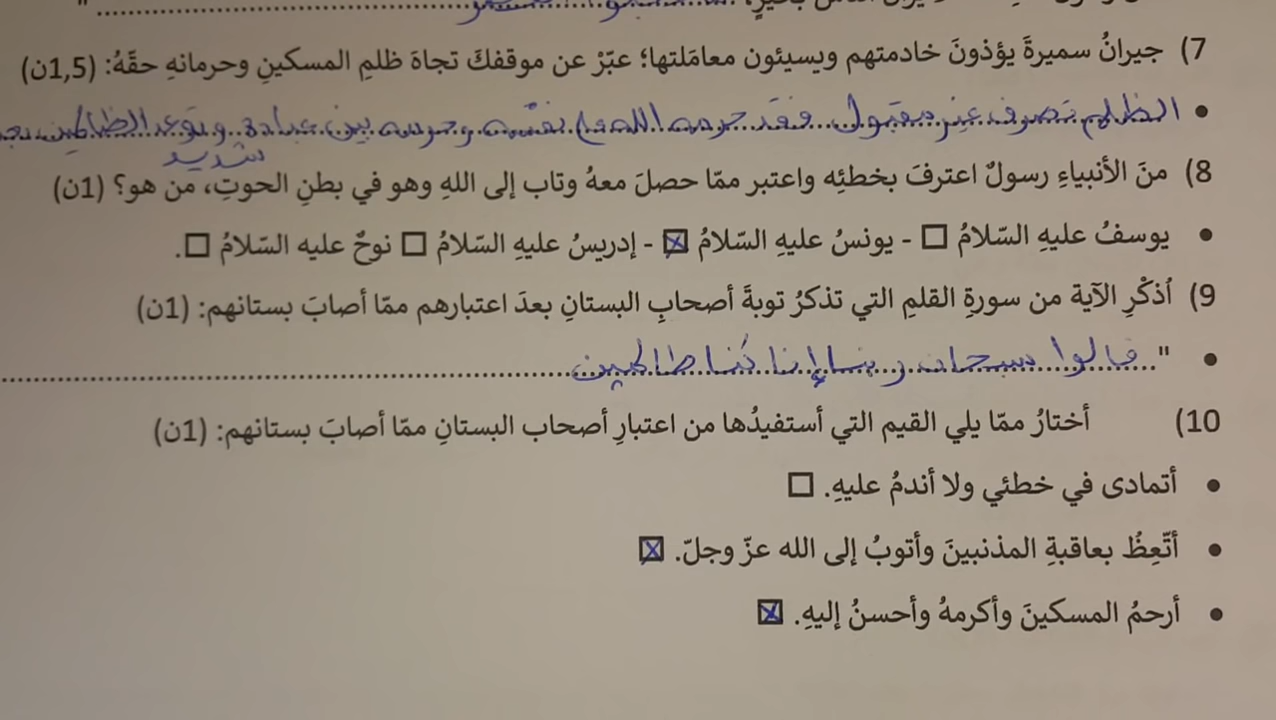 7) جيرانُ سميرةَ يؤذونَ خادمتهم ويسيئون معامَلتها؛ عبّرْ عن موقفكَ تجاهَ ظلمِ المسكينِ وحرمانهِ حقّهُ: (1,5ن)
• الظلم تصرف غير مقبول فقد حرمه الله على نفسه وحرمه بين عباده وتوعد الظالمين
شديد
8) منَ الأنبياءِ رسولٌ اعترفَ بخطئِه واعتبر ممّا حصلَ معهُ وتاب إلى اللهِ وهو في بطنِ الحوتِ، من هو؟ (1ن)
• يوسفُ عليهِ السّلامُ ☐ - يونسُ عليهِ السّلامُ ☒ - إدريسُ عليهِ السّلامُ ☐ نوحٌ عليه السّلامُ ☐.
9) أذكْرِ الآية من سورةِ القلمِ التي تذكرُ توبةَ أصحابِ البستانِ بعدَ اعتبارهم ممّا أصابَ بستانهم: (1ن)
• " قالوا سبحان ربنا إنا كُنا ظالمين
10) أختارُ ممّا يلي القيم التي أستفيدُها من اعتبارِ أصحاب البستانِ ممّا أصابَ بستانهم: (1ن)
• أتمادى في خطئي ولا أندمُ عليهِ. ☐
• أتّعِظُ بعاقبةِ المذنبينَ وأتوبُ إلى الله عزّ وجلّ. ☒
• أرحمُ المسكينَ وأكرمهُ وأحسنُ إليهِ. ☒